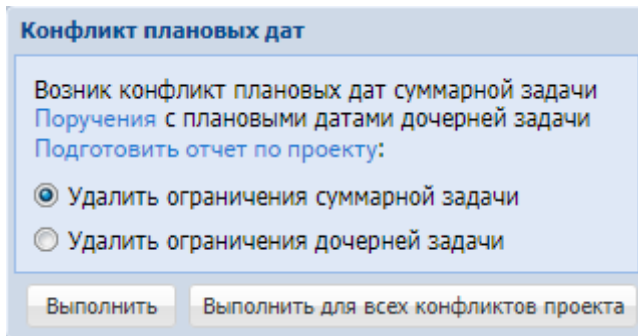 Конфликт плановых дат
Возник конфликт плановых дат суммарной задачи
Поручения с плановыми датами дочерней задачи
Подготовить отчет по проекту:
Удалить ограничения суммарной задачи
Удалить ограничения дочерней задачи
Выполнить
Выполнить для всех конфликтов проекта